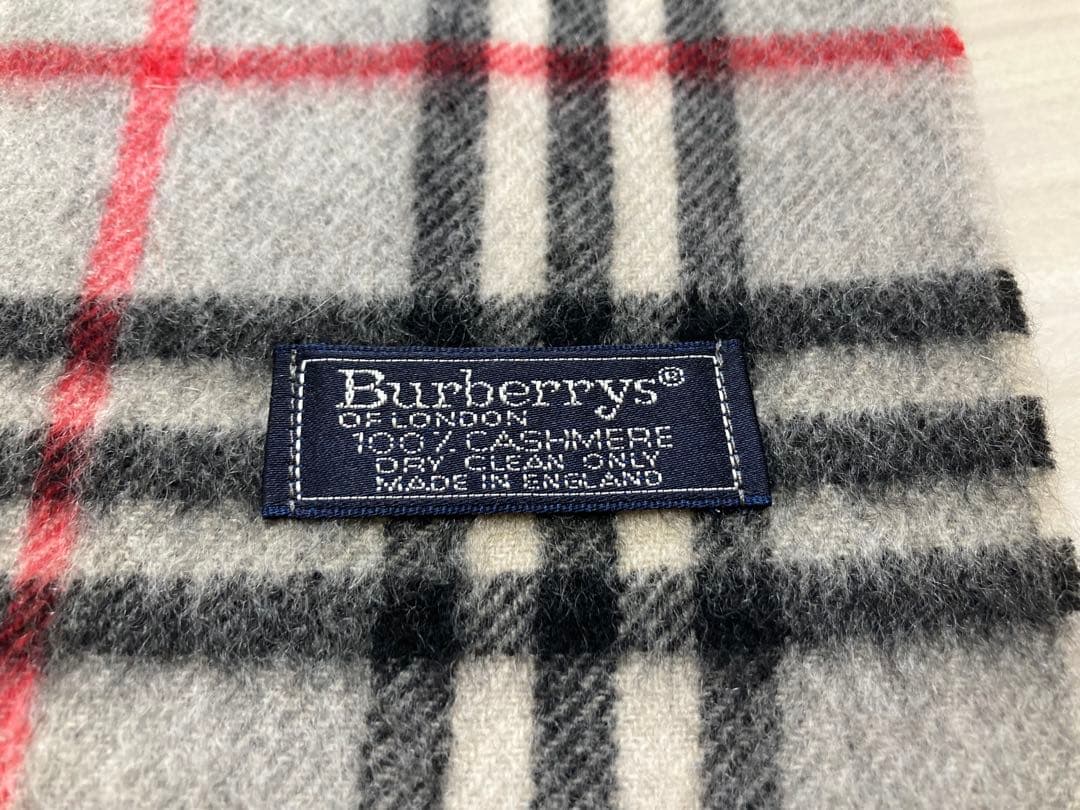 Burberrys®
OF LONDON
100% CASHMERE
DRY CLEAN ONLY
MADE IN ENGLAND